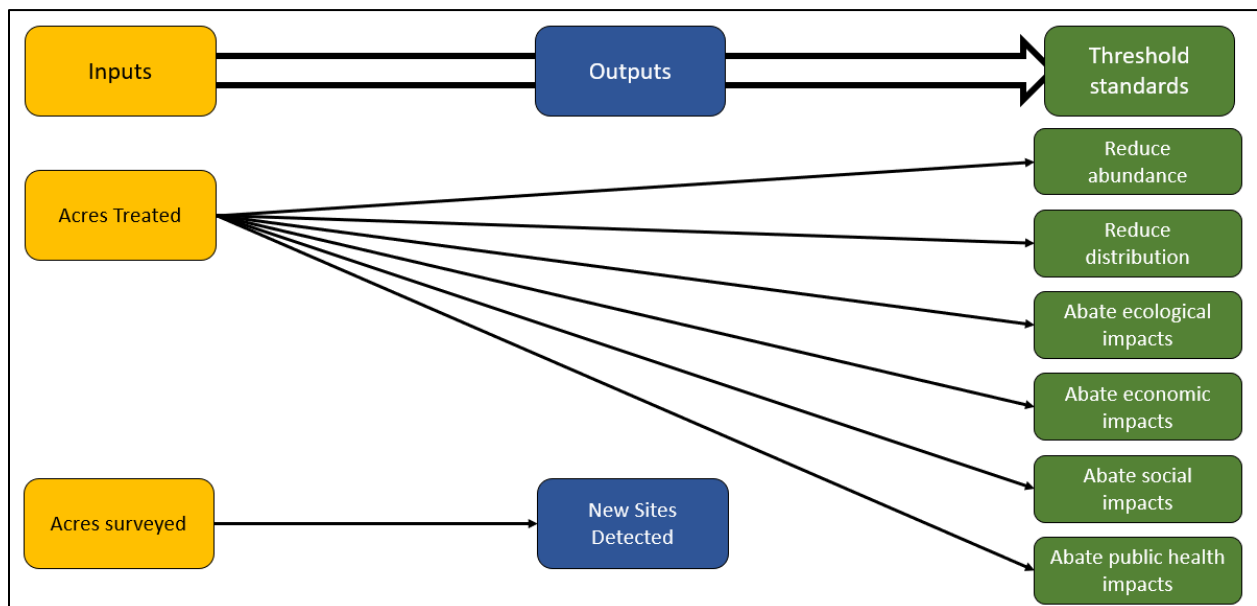 Inputs
Outputs
Threshold
standards
Acres Treated
Reduce
abundance
Reduce
distribution
Abate ecological
impacts
Abate economic
impacts
Acres surveyed
New Sites
Detected
Abate social
impacts
Abate public health
impacts